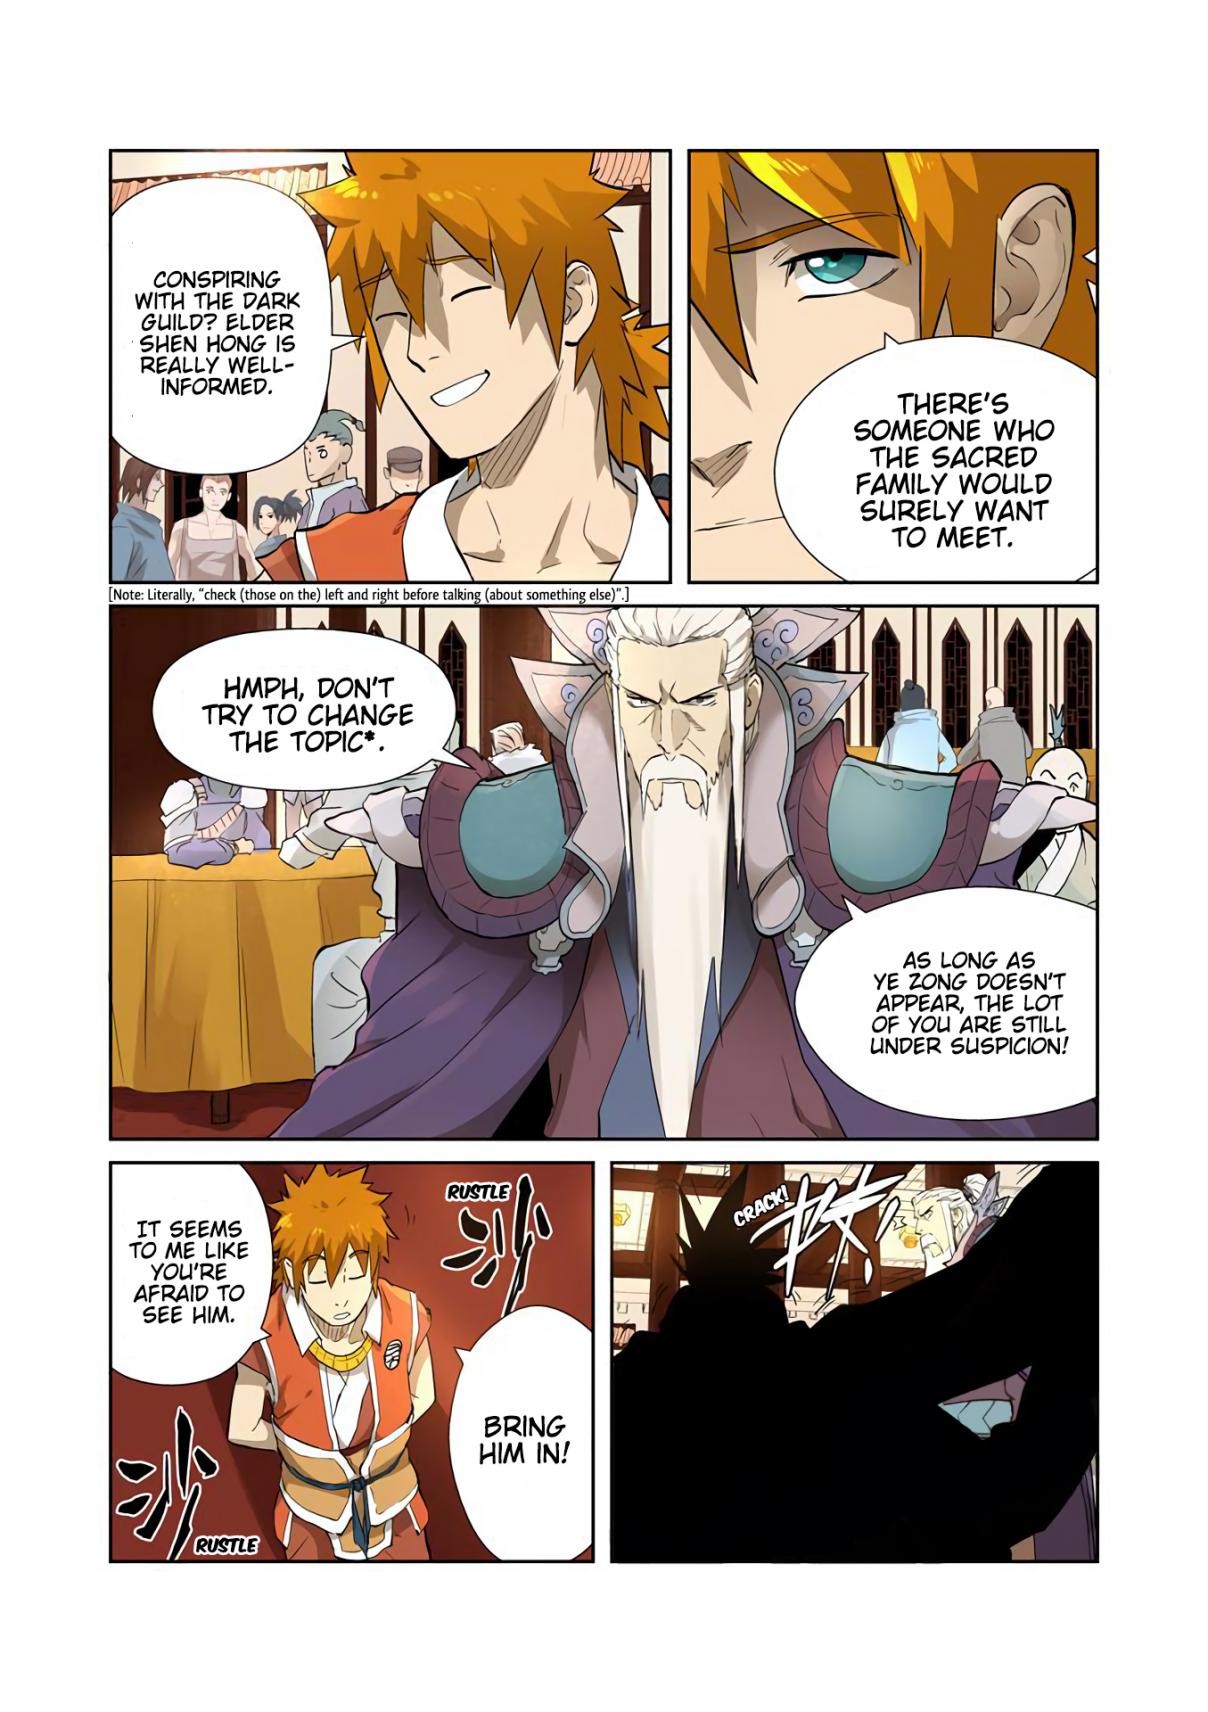 CONSPIRING
WITH THE DARK
GUILD? ELDER
SHEN HONG IS
REALLY WELL-
INFORMED.
THERE'S
SOMEONE WHO
THE SACRED
FAMILY WOULD
SURELY WANT
TO MEET.
[Note: Literally, "check (those on the) left and right before talking (about something else)".]
HMPH, DON'T
TRY TO CHANGE
THE TOPIC*.
AS LONG AS
YE ZONG DOESN'T
APPEAR, THE LOT
OF YOU ARE STILL
UNDER SUSPICION!
IT SEEMS
TO ME LIKE
YOU'RE
AFRAID TO
SEE HIM.
RUSTLE
沙
BRING
HIM IN!
沙
RUSTLE
CRACK!